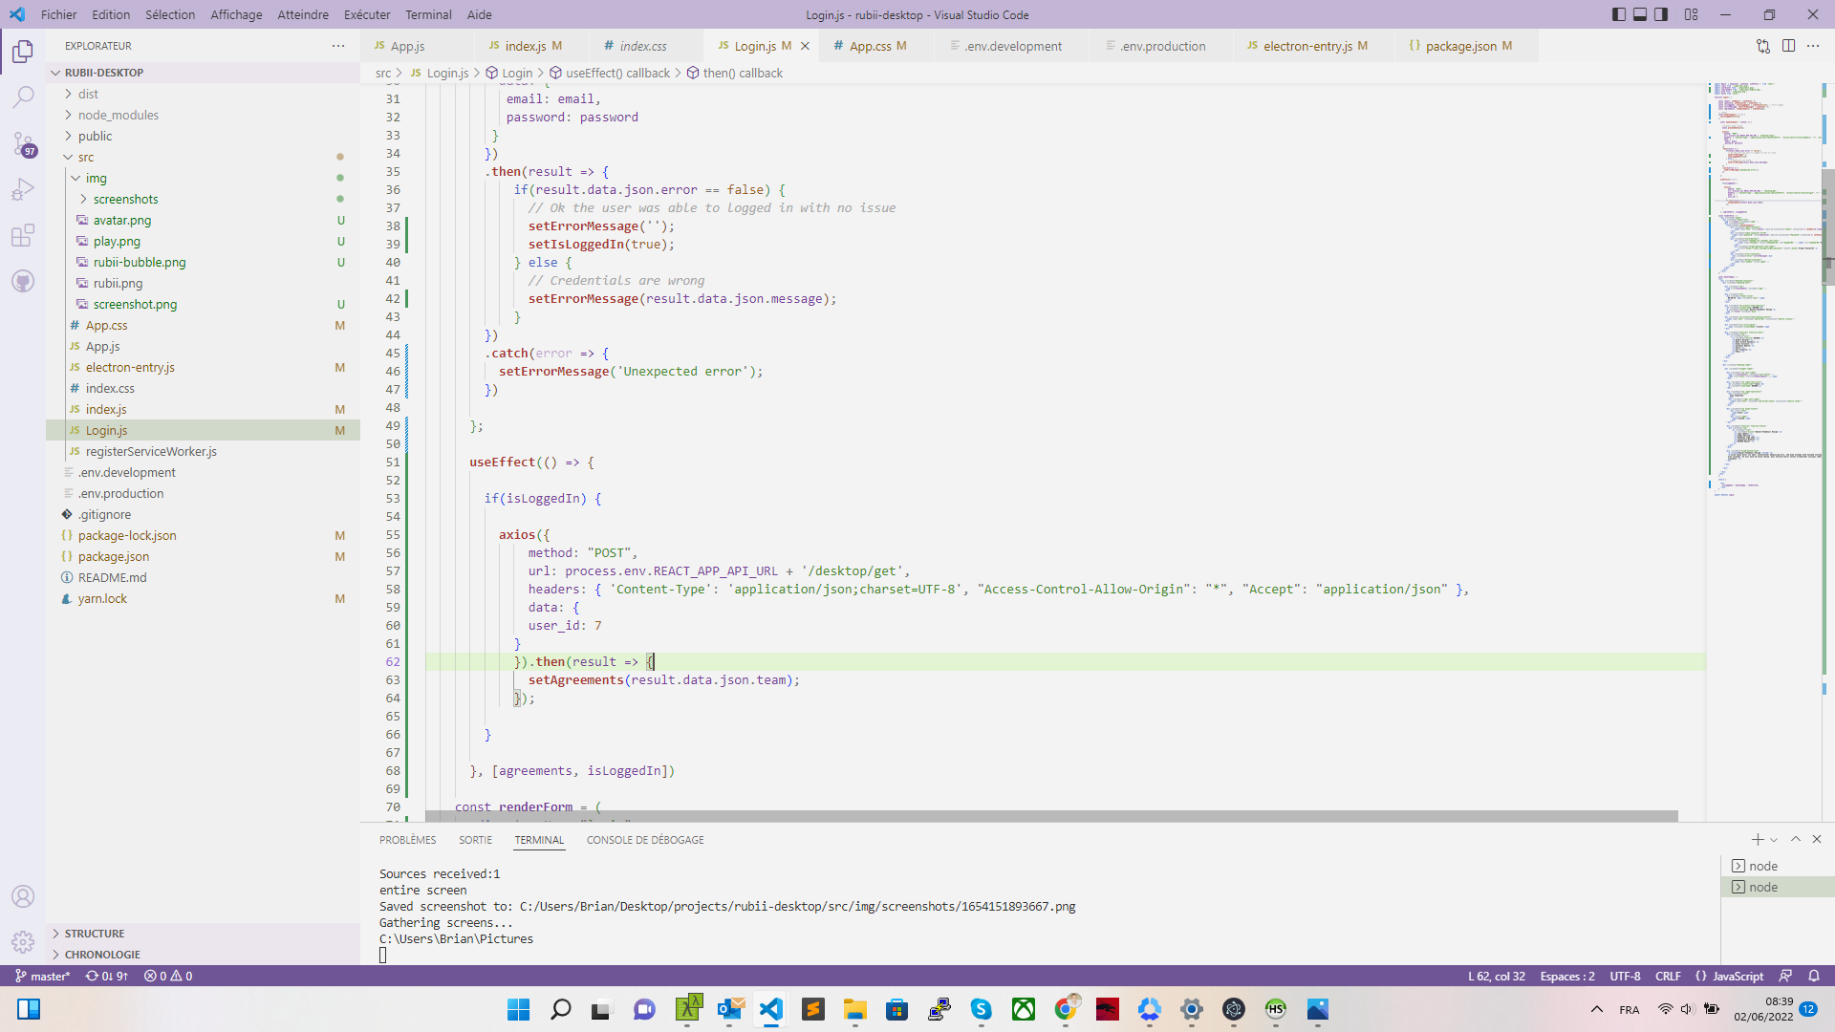 Fichier Edition Sélection Affichage Atteindre Exécuter Terminal Aide
Login.js - rubii-desktop - Visual Studio Code
EXPLORATEUR
App.js
index.js M
index.css
Login.js M
App.css M
.env.development
.env.production
electron-entry.js M
package.json M
src > Login.js > Login > useEffect() callback > then() callback
RUBII-DESKTOP
dist
node_modules
public
src
img
screenshots
avatar.png U
play.png U
rubii-bubble.png U
rubii.png
screenshot.png U
App.css M
App.js
electron-entry.js M
index.css
index.js M
Login.js M
registerServiceWorker.js
.env.development
.env.production
.gitignore
package-lock.json M
package.json M
README.md
yarn.lock M
97
STRUCTURE
CHRONOLOGIE
31 email: email,
32 password: password
33 }
34 })
35 .then(result => {
36 if(result.data.json.error == false) {
37 // Ok the user was able to logged in with no issue
38 setErrorMessage('');
39 setIsLoggedIn(true);
40 } else {
41 // Credentials are wrong
42 setErrorMessage(result.data.json.message);
43 }
44 })
45 .catch(error => {
46 setErrorMessage('Unexpected error');
47 })
48
49 };
50
51 useEffect(() => {
52
53 if(isLoggedIn) {
54
55 axios({
56 method: "POST",
57 url: process.env.REACT_APP_API_URL + '/desktop/get',
58 headers: { 'Content-Type': 'application/json;charset=UTF-8', "Access-Control-Allow-Origin": "*", "Accept": "application/json" },
59 data: {
60 user_id: 7
61 }
62 }).then(result => {
63 setAgreements(result.data.json.team);
64 });
65
66 }
67
68 }, [agreements, isLoggedIn])
69
70 const renderForm = (
PROBLÈMES SORTIE TERMINAL CONSOLE DE DÉBOGAGE
Sources received:1
entire screen
Saved screenshot to: C:/Users/Brian/Desktop/projects/rubii-desktop/src/img/screenshots/1654151893667.png
Gathering screens...
C:\Users\Brian\Pictures
node
node
master* 0↓ 9↑ 0 0
L 62, col 32 Espaces : 2 UTF-8 CRLF {} JavaScript
FRA
08:39
02/06/2022
12